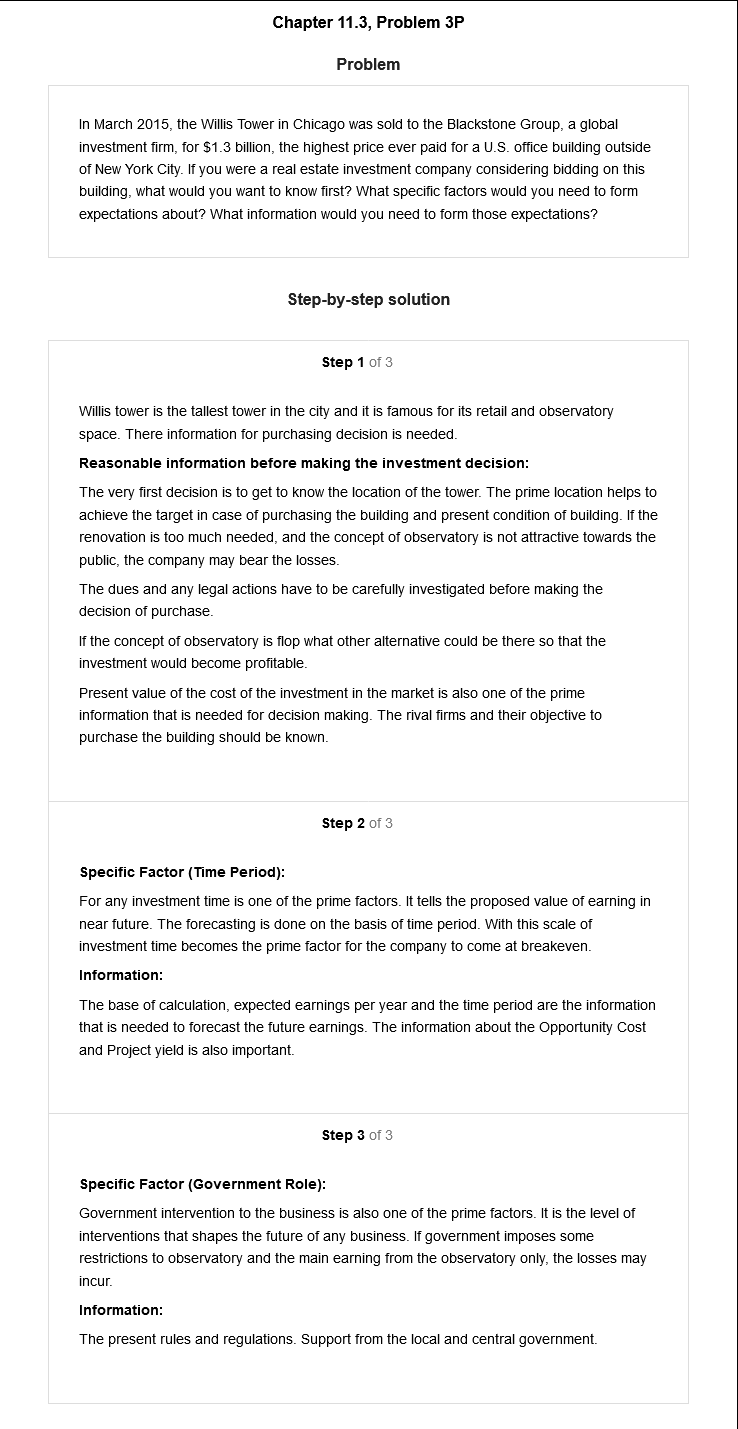 Chapter 11.3, Problem 3P
Problem
In March 2015, the Willis Tower in Chicago was sold to the Blackstone Group, a global
investment firm, for $1.3 billion, the highest price ever paid for a U.S. office building outside
of New York City. If you were a real estate investment company considering bidding on this
building, what would you want to know first? What specific factors would you need to form
expectations about? What information would you need to form those expectations?
Step-by-step solution
Step 1 of 3
Willis tower is the tallest tower in the city and it is famous for its retail and observatory
space. There information for purchasing decision is needed.
Reasonable information before making the investment decision:
The very first decision is to get to know the location of the tower. The prime location helps to
achieve the target in case of purchasing the building and present condition of building. If the
renovation is too much needed, and the concept of observatory is not attractive towards the
public, the company may bear the losses.
The dues and any legal actions have to be carefully investigated before making the
decision of purchase.
If the concept of observatory is flop what other alternative could be there so that the
investment would become profitable.
Present value of the cost of the investment in the market is also one of the prime
information that is needed for decision making. The rival firms and their objective to
purchase the building should be known.
Step 2 of 3
Specific Factor (Time Period):
For any investment time is one of the prime factors. It tells the proposed value of earning in
near future. The forecasting is done on the basis of time period. With this scale of
investment time becomes the prime factor for the company to come at breakeven.
Information:
The base of calculation, expected earnings per year and the time period are the information
that is needed to forecast the future earnings. The information about the Opportunity Cost
and Project yield is also important.
Step 3 of 3
Specific Factor (Government Role):
Government intervention to the business is also one of the prime factors. It is the level of
interventions that shapes the future of any business. If government imposes some
restrictions to observatory and the main earning from the observatory only, the losses may
incur.
Information:
The present rules and regulations. Support from the local and central government.